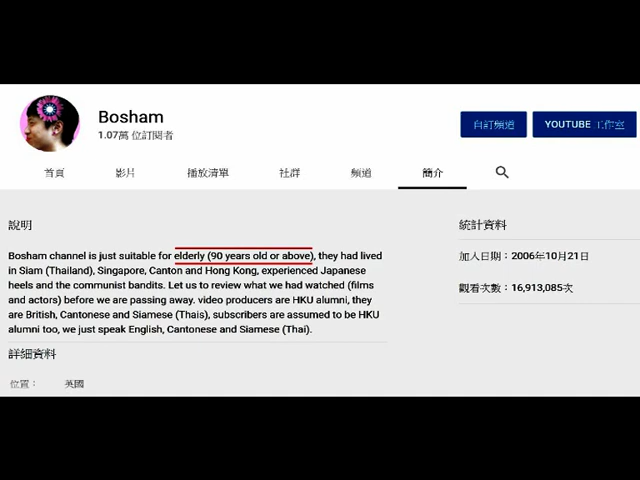 Bosham
1.07萬 位訂閱者
自訂頻道
YOUTUBE 工作室
首頁 影片 播放清單 社群 頻道 簡介
說明
統計資料
Bosham channel is just suitable for elderly (90 years old or above), they had lived
加入日期：2006年10月21日
in Siam (Thailand), Singapore, Canton and Hong Kong, experienced Japanese
heels and the communist bandits. Let us to review what we had watched (films
觀看次數：16,913,085次
and actors) before we are passing away. video producers are HKU alumni, they
are British, Cantonese and Siamese (Thais), subscribers are assumed to be HKU
alumni too, we just speak English, Cantonese and Siamese (Thai).
詳細資料
位置： 英國